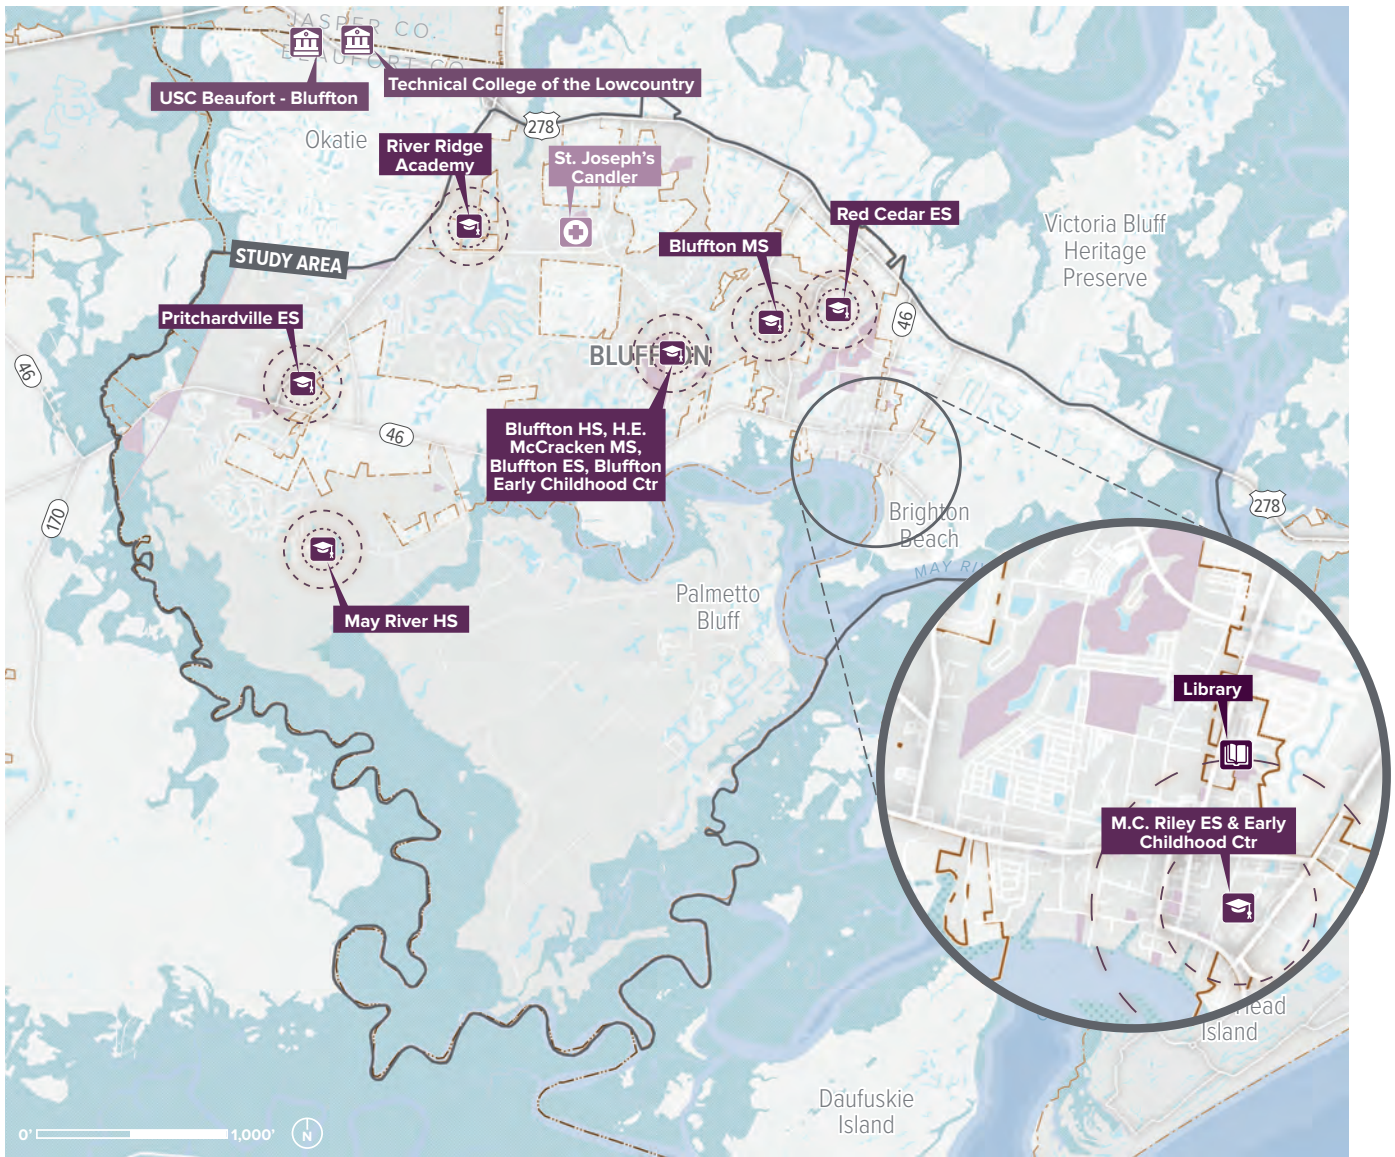 JASPER CO.
BEAUFORT CO.
USC Beaufort - Bluffton
Technical College of the Lowcountry
Okatie
278
River Ridge
Academy
St. Joseph's
Candler
Red Cedar ES
Bluffton MS
Victoria Bluff
Heritage
Preserve
STUDY AREA
Pritchardville ES
46
BLUFFTON
46
46
Bluffton HS, H.E.
McCracken MS,
Bluffton ES, Bluffton
Early Childhood Ctr
170
278
Brighton
Beach
MAY RIV
Palmetto
Bluff
May River HS
Library
M.C. Riley ES & Early
Childhood Ctr
Head
Island
Daufuskie
Island
0' 1,000'
N